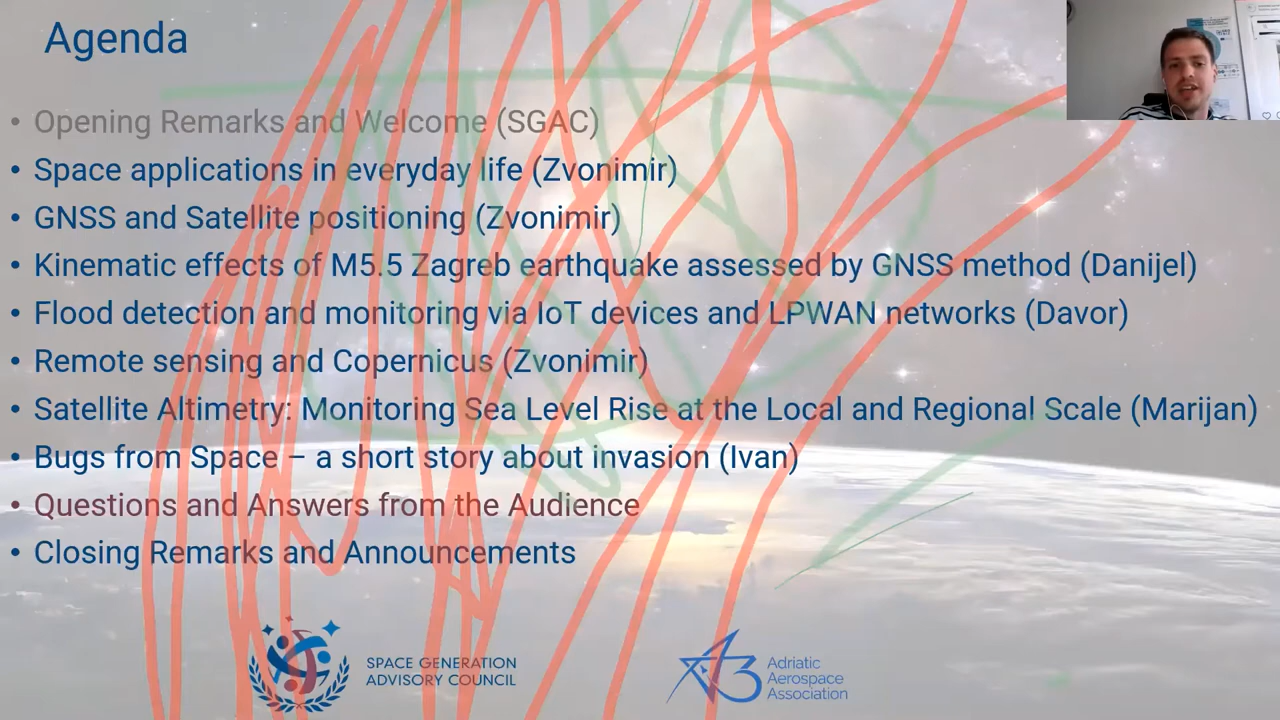 Agenda
• Opening Remarks and Welcome (SGAC)
• Space applications in everyday life (Zvonimir)
• GNSS and Satellite positioning (Zvonimir)
• Kinematic effects of M5.5 Zagreb earthquake assessed by GNSS method (Danijel)
• Flood detection and monitoring via IoT devices and LPWAN networks (Davor)
• Remote sensing and Copernicus (Zvonimir)
• Satellite Altimetry: Monitoring Sea Level Rise at the Local and Regional Scale (Marijan)
• Bugs from Space – a short story about invasion (Ivan)
• Questions and Answers from the Audience
• Closing Remarks and Announcements
SPACE GENERATION
ADVISORY COUNCIL
Adriatic
Aerospace
Association